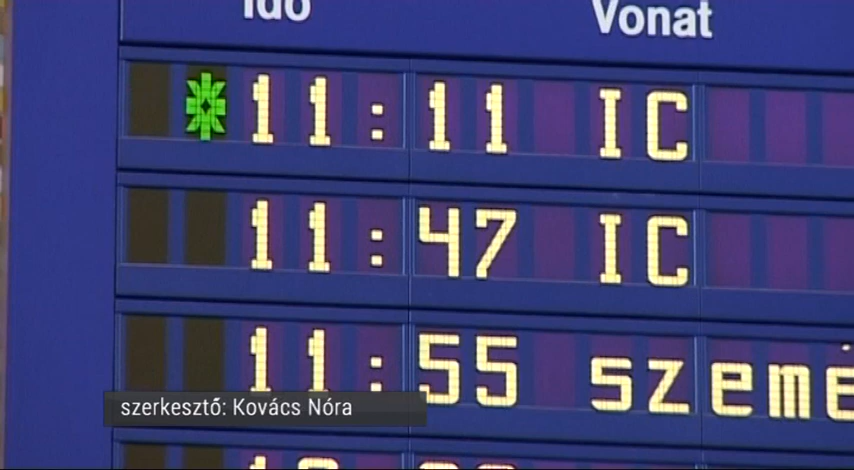 Idő Vonat
11:11 IC
11:47 IC
11:55 szemé
szerkesztő: Kovács Nóra